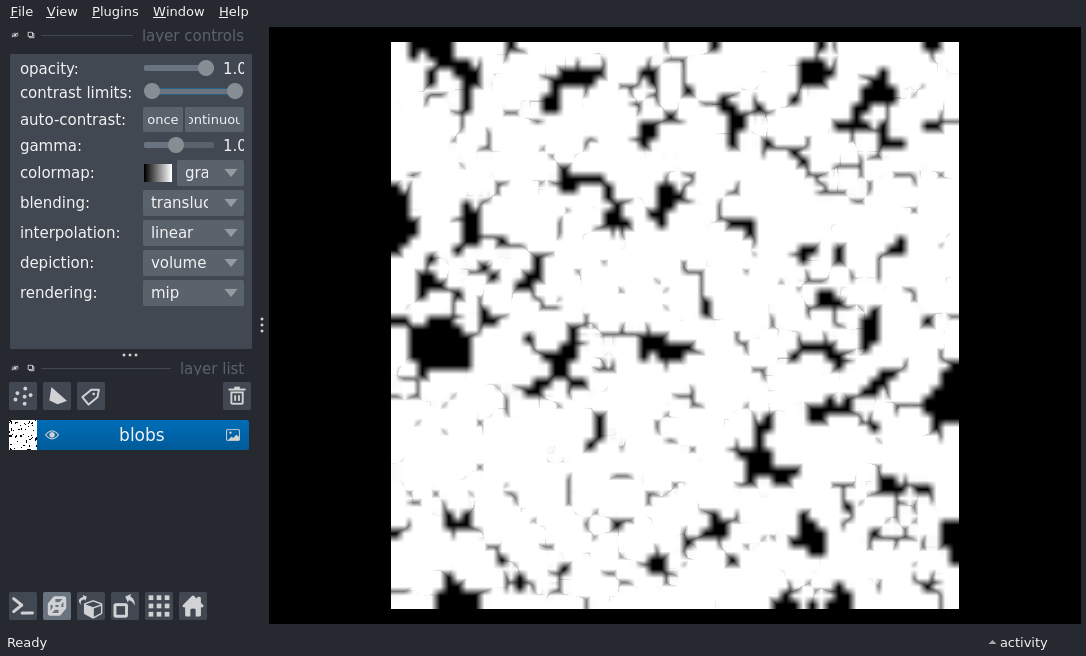 File View Plugins Window Help
layer controls
opacity: 1.0
contrast limits:
auto-contrast: once ontinuou
gamma: 1.0
colormap: gra
blending: transluc
interpolation: linear
depiction: volume
rendering: mip
layer list
blobs
Ready
activity